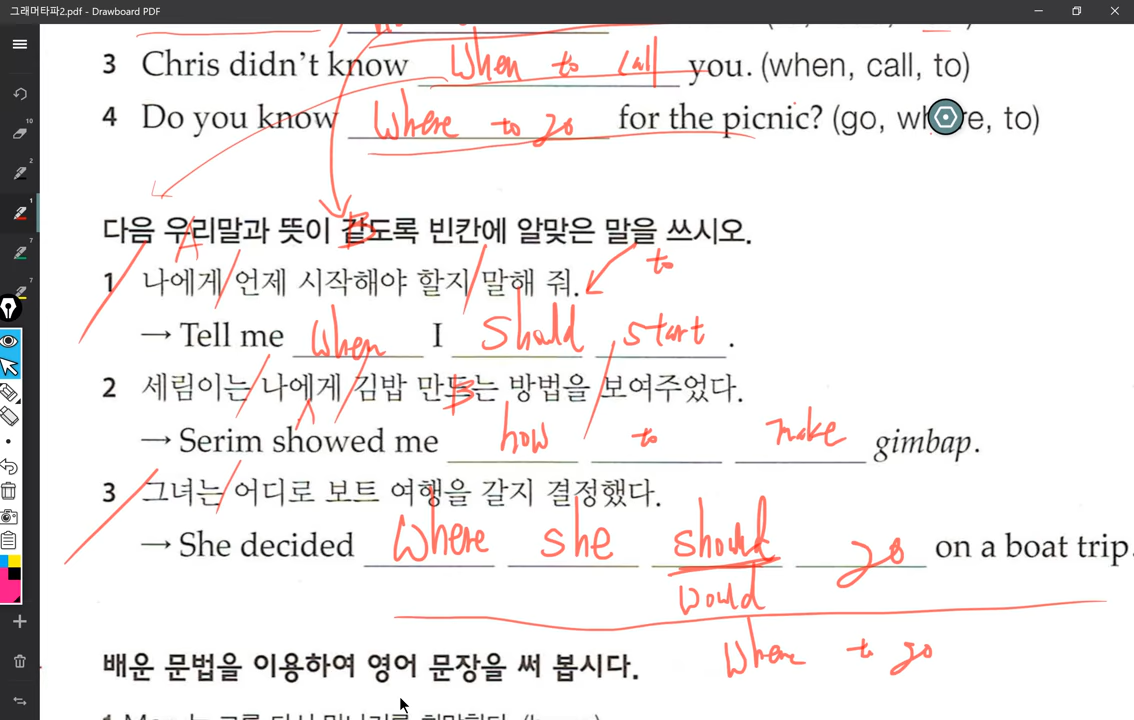 그래머타파2.pdf - Drawboard PDF
3 Chris didn't know when to call you. (when, call, to)
4 Do you know where to go for the picnic? (go, where, to)
다음 우리말과 뜻이 같도록 빈칸에 알맞은 말을 쓰시오.
A B
to
1 나에게 언제 시작해야 할지 말해 줘.
→ Tell me when I should start .
2 세림이는 나에게 김밥 만드는 방법을 보여주었다.
→ Serim showed me how to make gimbap.
3 그녀는 어디로 보트 여행을 갈지 결정했다.
→ She decided where she should go on a boat trip.
would
where to go
배운 문법을 이용하여 영어 문장을 써 봅시다.